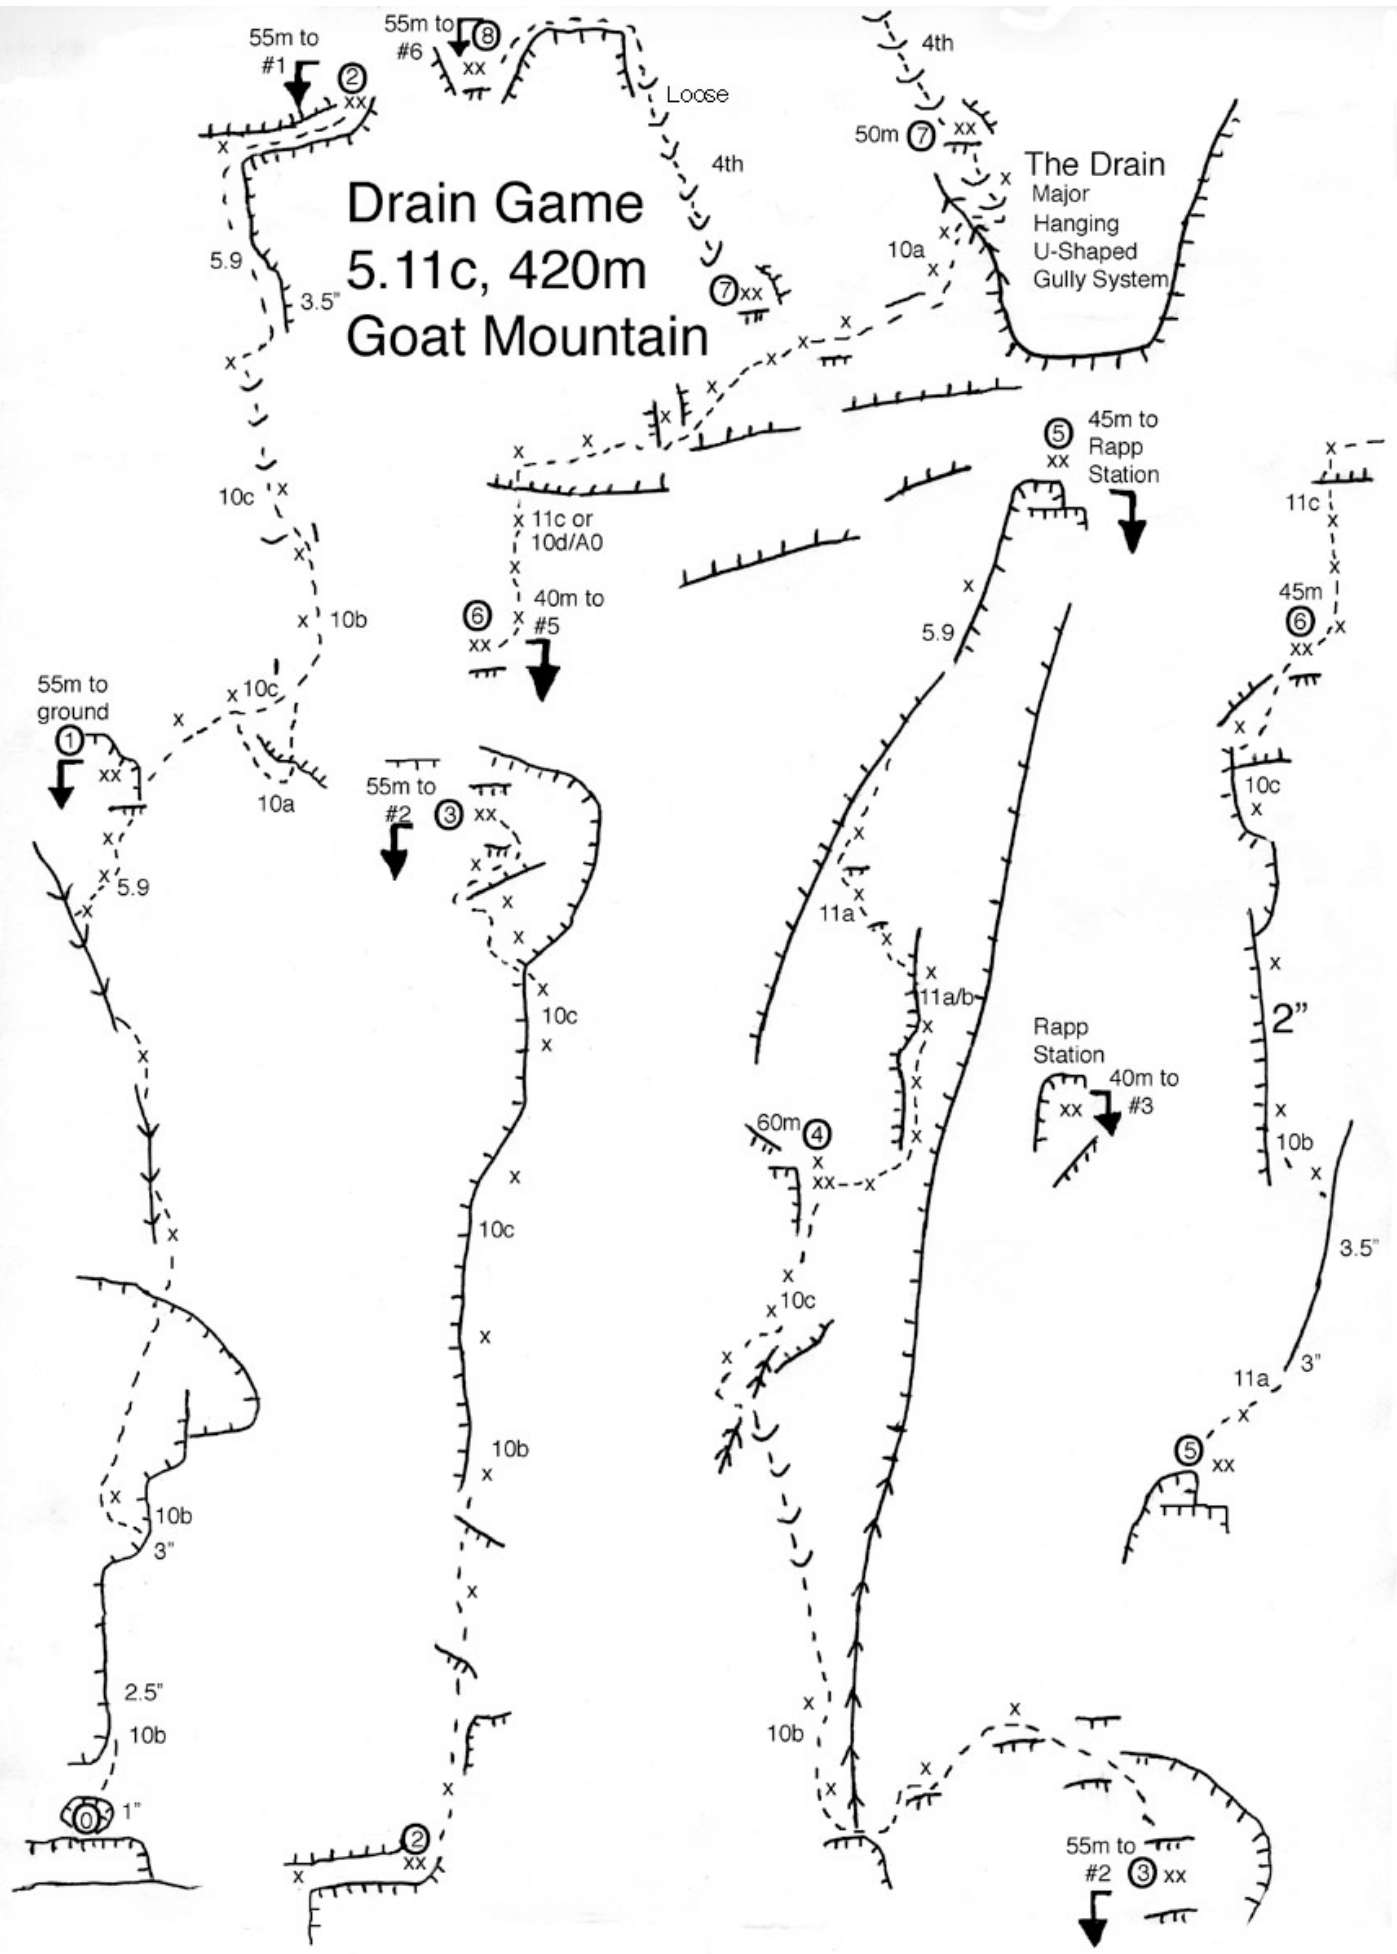 55m to
#1
2
xx
x
5.9
3.5"
x
10c
x
x
x
10b
x
10c
x
10a
55m to
ground
1
xx
x
x
5.9
x
x
x
x
10b
3"
2.5"
10b
0
1"
55m to
#6
8
xx
Loose
4th
7
xx
Drain Game
5.11c, 420m
Goat Mountain
4th
50m
7
xx
x
x
10a
x
The Drain
Major
Hanging
U-Shaped
Gully System
x
x
x
x
x
x
x
x
11c or
10d/A0
x
x
6
xx
40m to
#5
55m to
#2
3
xx
x
x
x
x
10c
x
x
10c
x
10b
x
x
x
2
xx
x
5
xx
45m to
Rapp
Station
x
5.9
x
x
11a
x
x
11a/b
x
x
x
60m
4
x
xx
x
x
10c
x
x
x
10b
x
x
x
55m to
#2
3
xx
Rapp
Station
xx
40m to
#3
x
11c
x
x
45m
6
xx
x
x
10c
x
x
2"
x
10b
x
3.5"
3"
11a
x
5
xx